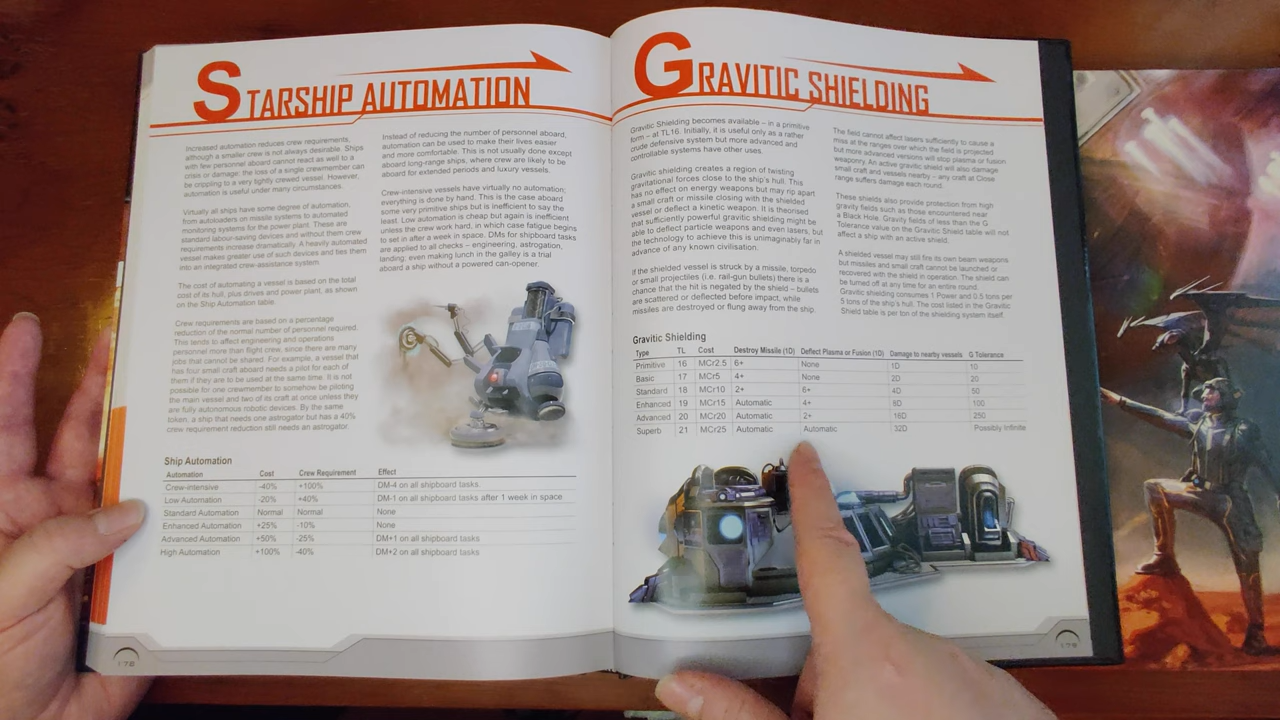 STARSHIP AUTOMATION
Increased automation reduces crew requirements,
although a smaller crew is not always desirable. Ships
with few personnel aboard cannot react as well to a
crisis or damage; the loss of a single crewmember can
be crippling to a very tightly crewed vessel. However,
automation is useful under many circumstances.
Virtually all ships have some degree of automation,
from autoloaders on missile systems to automated
monitoring systems for the power plant. These are
standard labour-saving devices and without them crew
requirements increase dramatically. A heavily automated
vessel makes greater use of such devices and ties them
into an integrated crew-assistance system.
The cost of automating a vessel is based on the total
cost of its hull, plus drives and power plant, as shown
on the Ship Automation table.
Crew requirements are based on a percentage
reduction of the normal number of personnel required.
This tends to affect engineering and operations
personnel more than flight crew, since there are many
jobs that cannot be shared. For example, a vessel that
has four small craft aboard needs a pilot for each of
them if they are to be used at the same time. It is not
possible for one crewmember to somehow be piloting
the main vessel and two of its craft at once unless they
are fully autonomous robotic devices. By the same
token, a ship that needs one astrogator but has a 40%
crew requirement reduction still needs an astrogator.
Instead of reducing the number of personnel aboard,
automation can be used to make their lives easier
and more comfortable. This is not usually done except
aboard long-range ships, where crew are likely to be
aboard for extended periods and luxury vessels.
Crew-intensive vessels have virtually no automation;
everything is done by hand. This is the case aboard
some very primitive ships but is inefficient to say the
least. Low automation is cheap but again is inefficient
unless the crew work hard, in which case fatigue begins
to set in after a week in space. DMs for shipboard tasks
are applied to all checks – engineering, astrogation,
landing; even making lunch in the galley is a trial
aboard a ship without a powered can-opener.
Ship Automation
Automation Cost Crew Requirement Effect
Crew-intensive -40% +100% DM-4 on all shipboard tasks
Low Automation -20% +40% DM-1 on all shipboard tasks after 1 week in space
Standard Automation Normal Normal None
Enhanced Automation +25% -10% None
Advanced Automation +50% -25% DM+1 on all shipboard tasks
High Automation +100% -40% DM+2 on all shipboard tasks
178
GRAVITIC SHIELDING
Gravitic Shielding becomes available – in a primitive
form – at TL16. Initially, it is useful only as a rather
crude defensive system but more advanced and
controllable systems have other uses.
Gravitic shielding creates a region of twisting
gravitational forces close to the ship's hull. This
has no effect on energy weapons but may rip apart
a small craft or missile closing with the shielded
vessel or deflect a kinetic weapon. It is theorised
that sufficiently powerful gravitic shielding might be
able to deflect particle weapons and even lasers, but
the technology to achieve this is unimaginably far in
advance of any known civilisation.
If the shielded vessel is struck by a missile, torpedo
or small projectiles (i.e. rail-gun bullets) there is a
chance that the hit is negated by the shield – bullets
are scattered or deflected before impact, while
missiles are destroyed or flung away from the ship.
The field cannot affect lasers sufficiently to cause a
miss at the ranges over which the field is projected
but more advanced versions will stop plasma or fusion
weaponry. An active gravitic shield will also damage
small craft and vessels nearby – any craft at Close
range suffers damage each round.
These shields also provide protection from high
gravity fields such as those encountered near
a Black Hole. Gravity fields of less than the G
Tolerance value on the Gravitic Shield table will not
affect a ship with an active shield.
A shielded vessel may still fire its own beam weapons
but missiles and small craft cannot be launched or
recovered with the shield in operation. The shield can
be turned off at any time for an entire round.
Gravitic shielding consumes 1 Power and 0.5 tons per
5 tons of the ship's hull. The cost listed in the Gravitic
Shield table is per ton of the shielding system itself.
Gravitic Shielding
Type TL Cost Destroy Missile (1D) Deflect Plasma or Fusion (1D) Damage to nearby vessels G Tolerance
Primitive 16 MCr2.5 6+ None 1D 10
Basic 17 MCr5 4+ None 2D 20
Standard 18 MCr10 2+ 6+ 4D 50
Enhanced 19 MCr15 Automatic 4+ 8D 100
Advanced 20 MCr20 Automatic 2+ 16D 250
Superb 21 MCr25 Automatic Automatic 32D Possibly Infinite
179